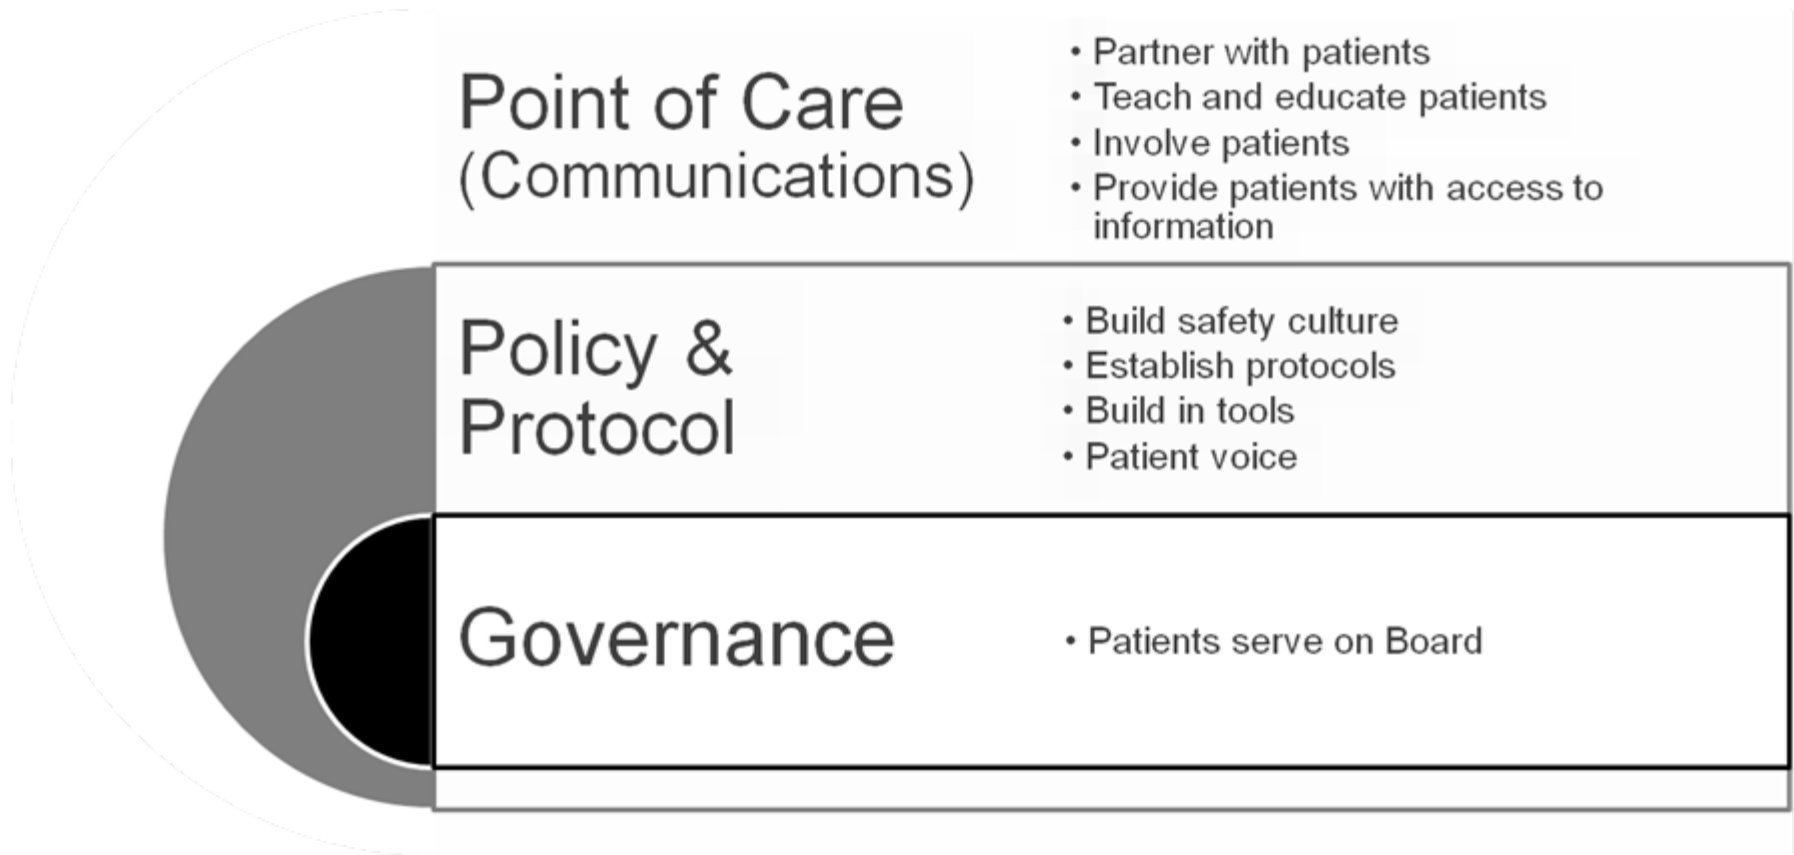 Point of Care
(Communications)
• Partner with patients
• Teach and educate patients
• Involve patients
• Provide patients with access to
information
Policy &
Protocol
• Build safety culture
• Establish protocols
• Build in tools
• Patient voice
Governance
• Patients serve on Board